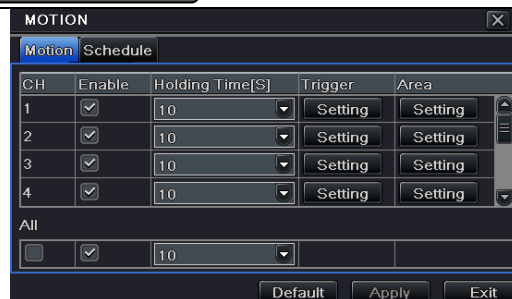 MOTION
Motion Schedule
CH Enable Holding Time[S] Trigger Area
1 10 Setting Setting
2 10 Setting Setting
3 10 Setting Setting
4 10 Setting Setting
All
10
Default Apply Exit